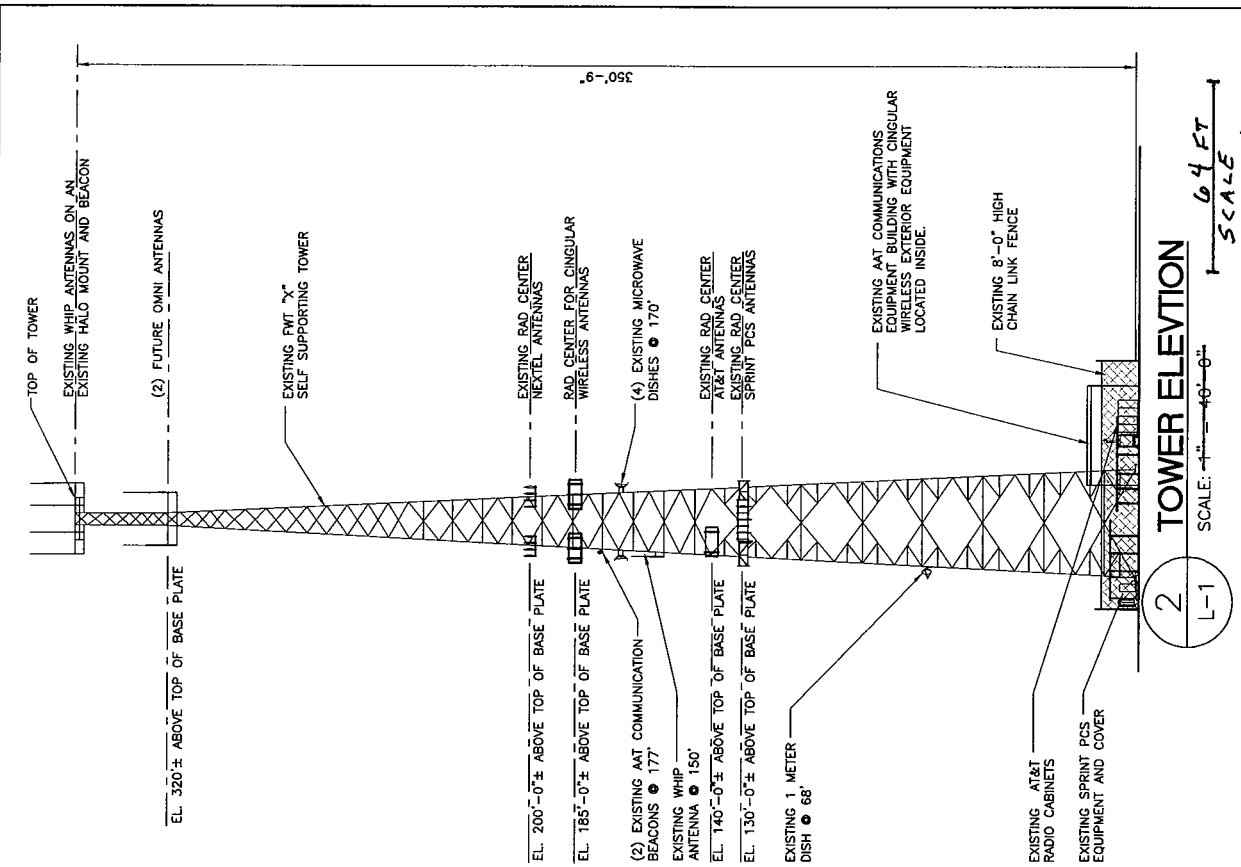 TOP OF TOWER
EXISTING WHIP ANTENNAS ON AN
EXISTING HALO MOUNT AND BEACON
350'-9"
(2) FUTURE OMNI ANTENNAS
EL. 320'± ABOVE TOP OF BASE PLATE
EXISTING FWT "X"
SELF SUPPORTING TOWER
EXISTING RAD CENTER
NEXTEL ANTENNAS
EL. 200'-0"± ABOVE TOP OF BASE PLATE
RAD CENTER FOR CINGULAR
WIRELESS ANTENNAS
EL. 185'-0"± ABOVE TOP OF BASE PLATE
(4) EXISTING MICROWAVE
DISHES @ 170'
(2) EXISTING AAT COMMUNICATION
BEACONS @ 177'
EXISTING WHIP
ANTENNA @ 150'
EXISTING RAD CENTER
AT&T ANTENNAS
EL. 140'-0"± ABOVE TOP OF BASE PLATE
EXISTING RAD CENTER
SPRINT PCS ANTENNAS
EL. 130'-0"± ABOVE TOP OF BASE PLATE
EXISTING 1 METER
DISH @ 68'
EXISTING AAT COMMUNICATIONS
EQUIPMENT BUILDING WITH CINGULAR
WIRELESS EXTERIOR EQUIPMENT
LOCATED INSIDE.
EXISTING 8'-0" HIGH
CHAIN LINK FENCE
EXISTING AT&T
RADIO CABINETS
EXISTING SPRINT PCS
EQUIPMENT AND COVER
2
L-1
TOWER ELEVTION
SCALE: 1" = 40'-0"
64 FT
SCALE